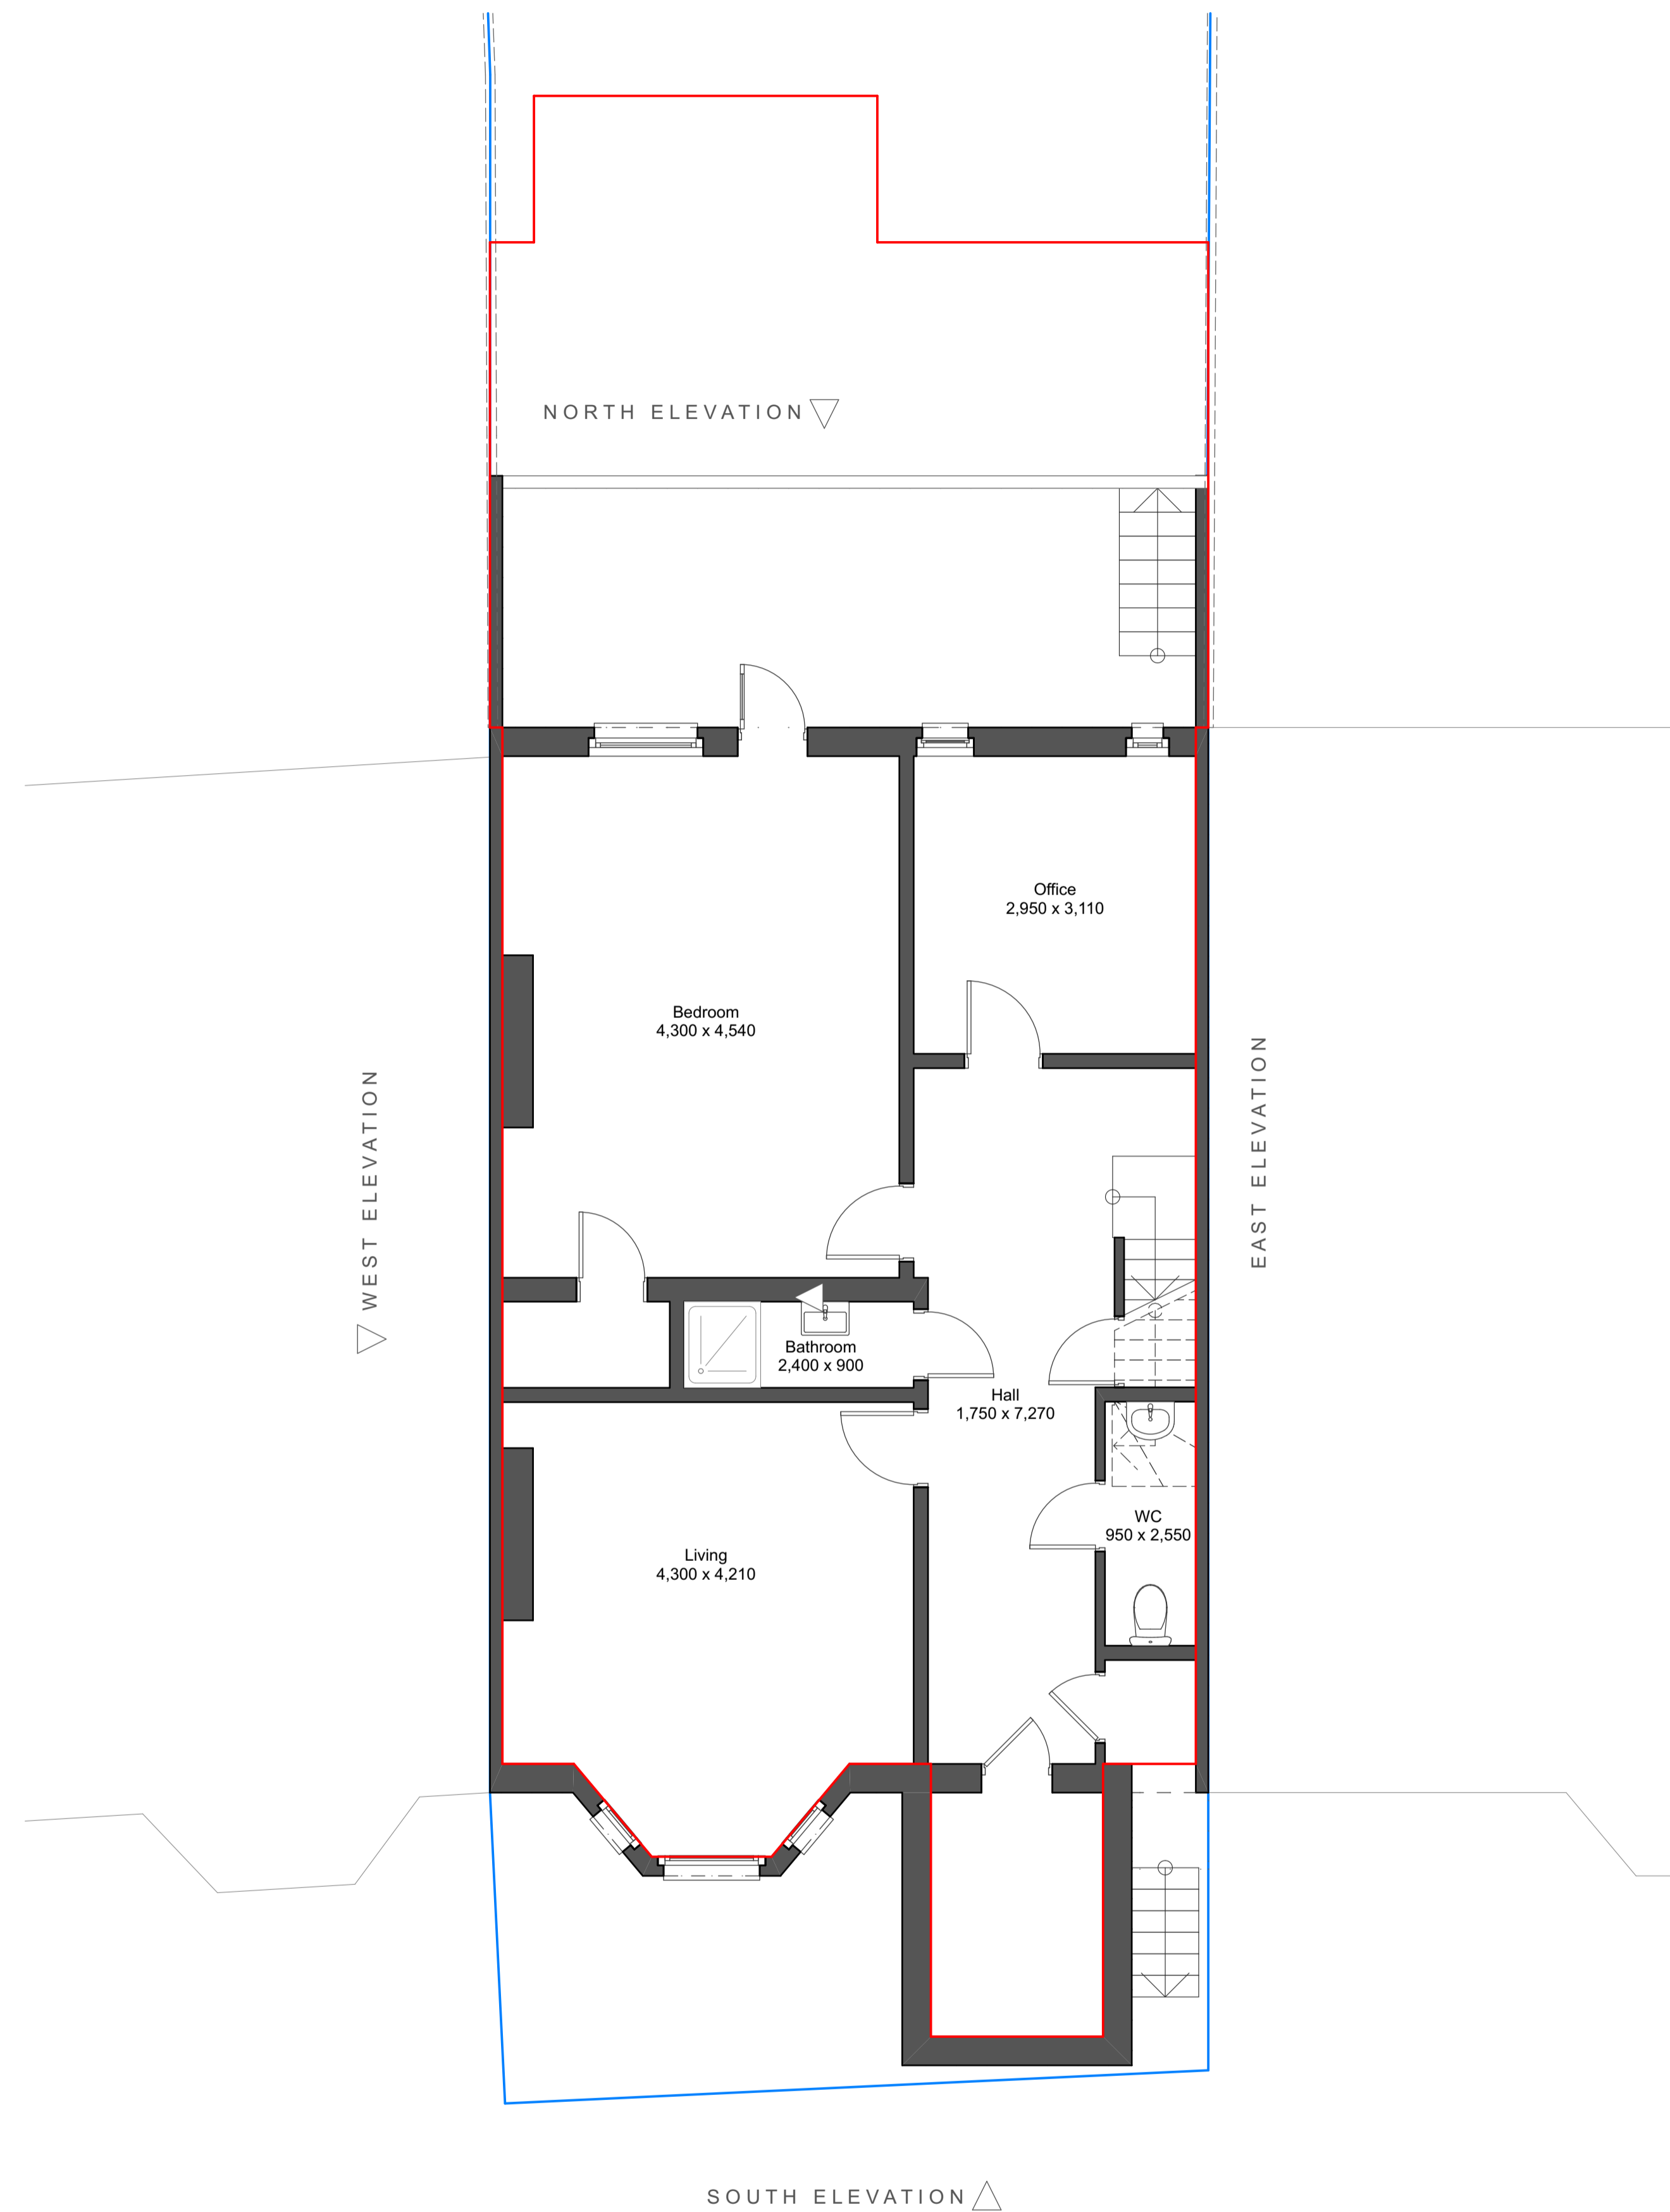 NORTH ELEVATION
Office
2,950 x 3,110
Bedroom
4,300 x 4,540
WEST ELEVATION
EAST ELEVATION
Bathroom
2,400 x 900
Hall
1,750 x 7,270
WC
950 x 2,550
Living
4,300 x 4,210
SOUTH ELEVATION